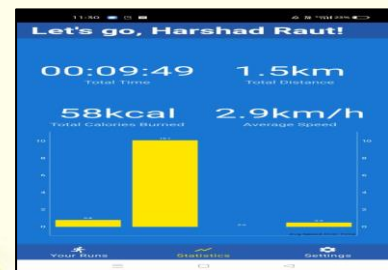 11:30
Let's go, Harshad Raut!
00:09:49 1.5km
Total Time Total Distance
58kcal 2.9km/h
Total Calories Burned Average Speed
10 10
8 8
6 6
4 4
2 2
0 0
Your Runs Statistics Settings